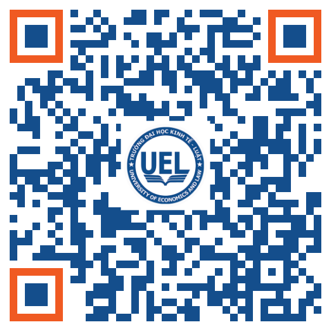 TRƯỜNG ĐẠI HỌC KINH TẾ - LUẬT
UEL
UNIVERSITY OF ECONOMICS AND LAW